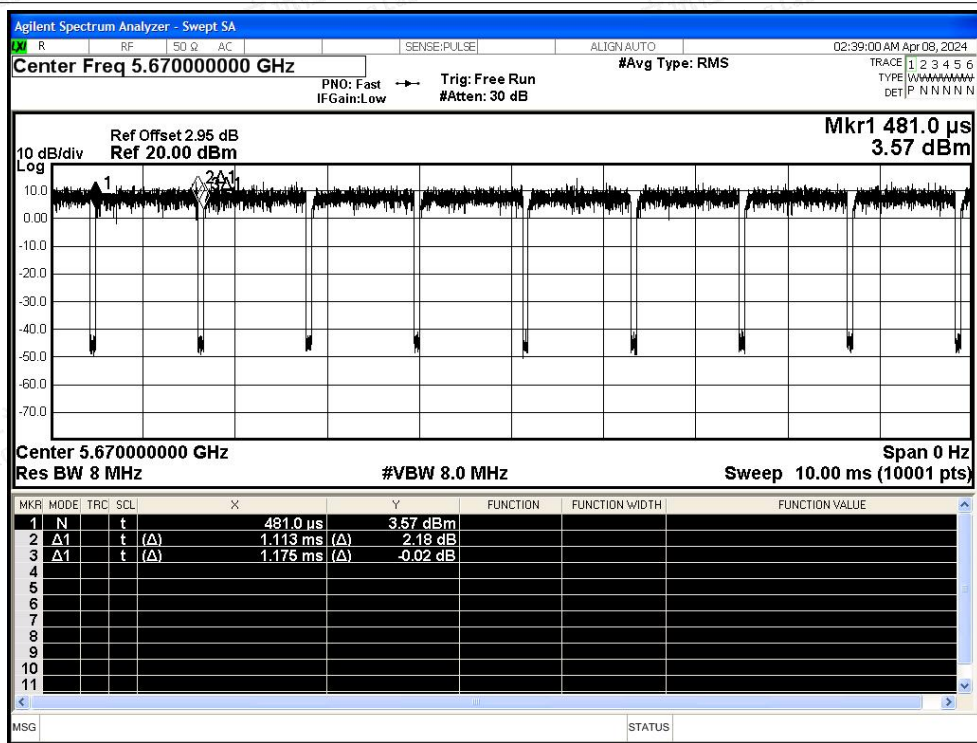 Agilent Spectrum Analyzer - Swept SA
LXI R RF 50 Ω AC SENSE:PULSE ALIGN AUTO 02:39:00 AM Apr 08, 2024
Center Freq 5.670000000 GHz #Avg Type: RMS TRACE 1 2 3 4 5 6
PNO: Fast Trig: Free Run TYPE WWWWWW
IFGain:Low #Atten: 30 dB DET P N N N N N
Ref Offset 2.95 dB Mkr1 481.0 µs
10 dB/div Ref 20.00 dBm 3.57 dBm
Log
1 2Δ1
10.0
0.00
-10.0
-20.0
-30.0
-40.0
-50.0
-60.0
-70.0
Center 5.670000000 GHz Span 0 Hz
Res BW 8 MHz #VBW 8.0 MHz Sweep 10.00 ms (10001 pts)
MKR MODE TRC SCL X Y FUNCTION FUNCTION WIDTH FUNCTION VALUE
1 N t 481.0 µs 3.57 dBm
2 Δ1 t (Δ) 1.113 ms (Δ) 2.18 dB
3 Δ1 t (Δ) 1.175 ms (Δ) -0.02 dB
4
5
6
7
8
9
10
11
MSG STATUS